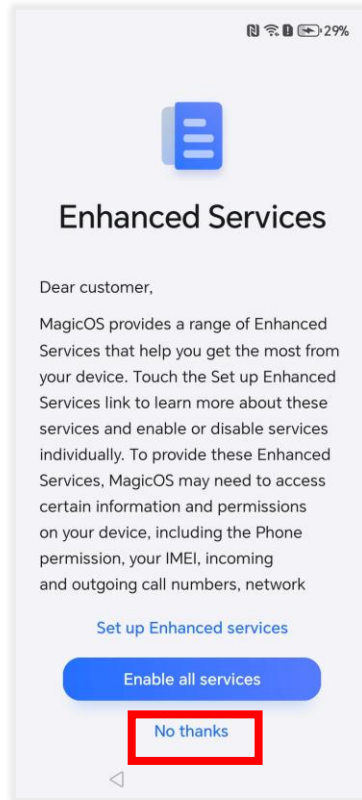 29%
Enhanced Services
Dear customer,
MagicOS provides a range of Enhanced
Services that help you get the most from
your device. Touch the Set up Enhanced
Services link to learn more about these
services and enable or disable services
individually. To provide these Enhanced
Services, MagicOS may need to access
certain information and permissions
on your device, including the Phone
permission, your IMEI, incoming
and outgoing call numbers, network
Set up Enhanced services
Enable all services
No thanks